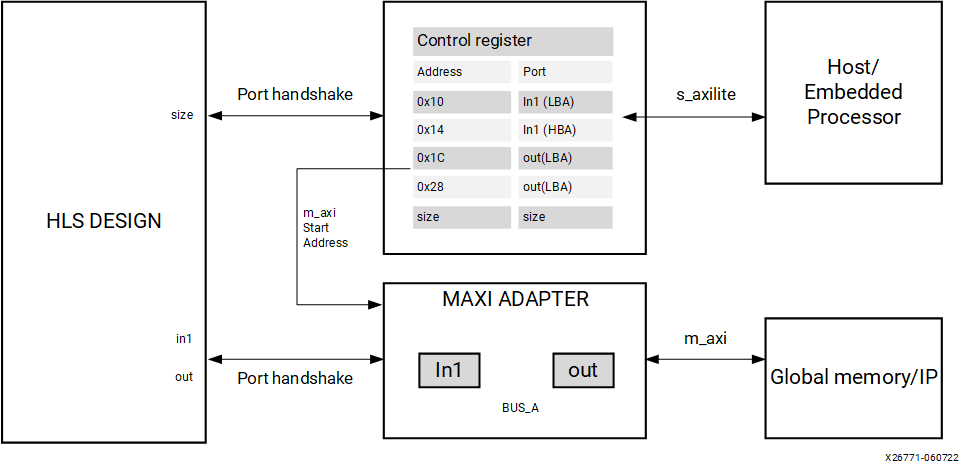 Control register
Address Port
0x10 In1 (LBA)
0x14 In1 (HBA)
0x1C out(LBA)
0x28 out(LBA)
size size
Host/
Embedded
Processor
Port handshake
s_axilite
size
HLS DESIGN
m_axi
Start
Address
MAXI ADAPTER
in1
out
Port handshake
In1 out
BUS_A
m_axi
Global memory/IP
X26771-060722